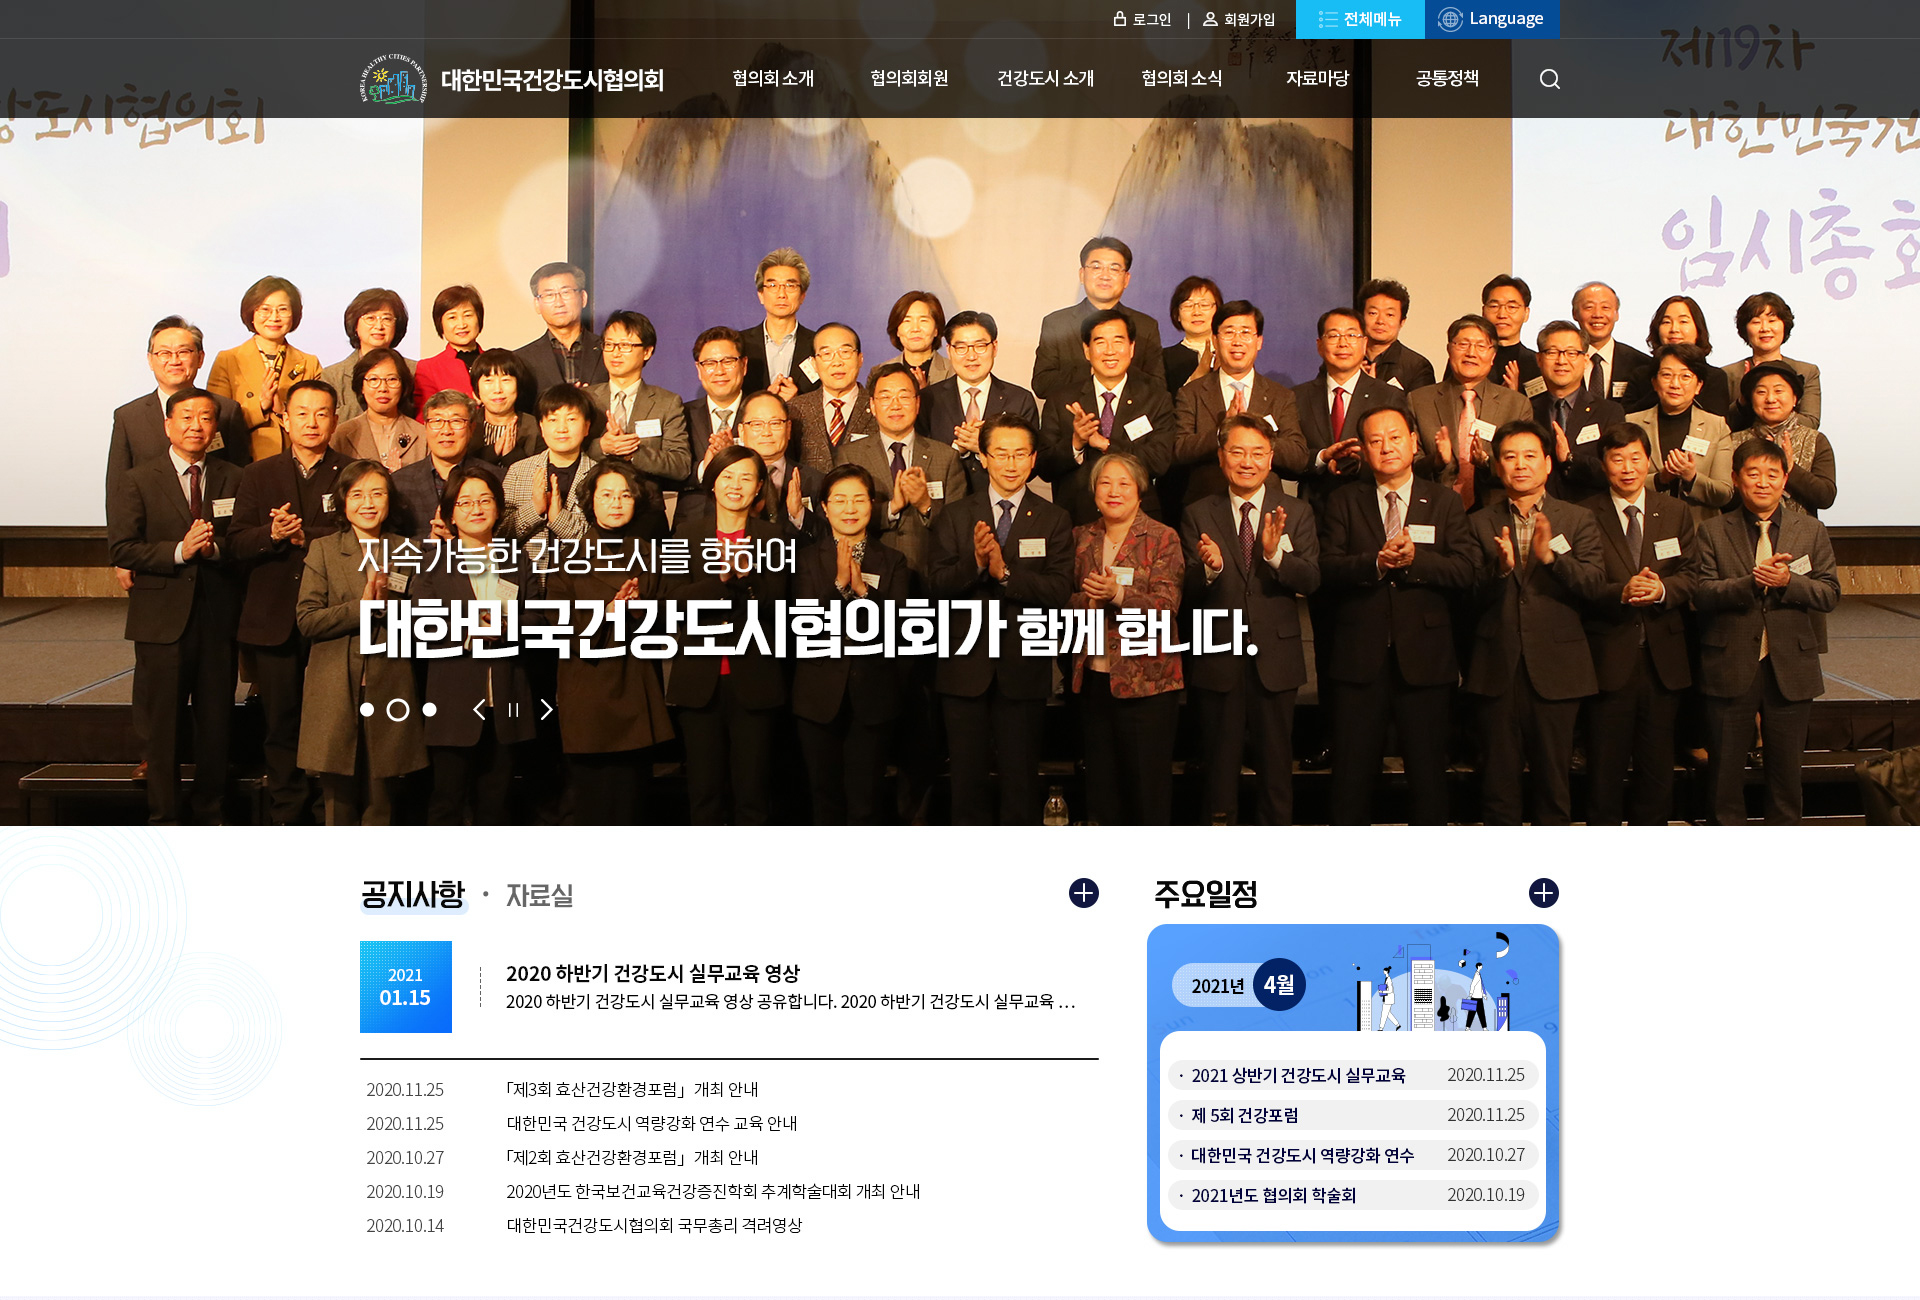 로그인 | 회원가입 전체메뉴 Language
KOREA HEALTHY CITIES PARTNERSHIP
대한민국건강도시협의회 협의회 소개 협의회회원 건강도시 소개 협의회 소식 자료마당 공통정책
강도시협의회
제19차
대한민국건
임시총회
지속가능한 건강도시를 향하여
대한민국건강도시협의회가 함께 합니다.
공지사항 · 자료실
2021
01.15
2020 하반기 건강도시 실무교육 영상
2020 하반기 건강도시 실무교육 영상 공유합니다. 2020 하반기 건강도시 실무교육 …
2020.11.25 「제3회 효산건강환경포럼」개최 안내
2020.11.25 대한민국 건강도시 역량강화 연수 교육 안내
2020.10.27 「제2회 효산건강환경포럼」개최 안내
2020.10.19 2020년도 한국보건교육건강증진학회 추계학술대회 개최 안내
2020.10.14 대한민국건강도시협의회 국무총리 격려영상
주요일정
2021년 4월
Tue
Sun
· 2021 상반기 건강도시 실무교육 2020.11.25
· 제 5회 건강포럼 2020.11.25
· 대한민국 건강도시 역량강화 연수 2020.10.27
· 2021년도 협의회 학술회 2020.10.19